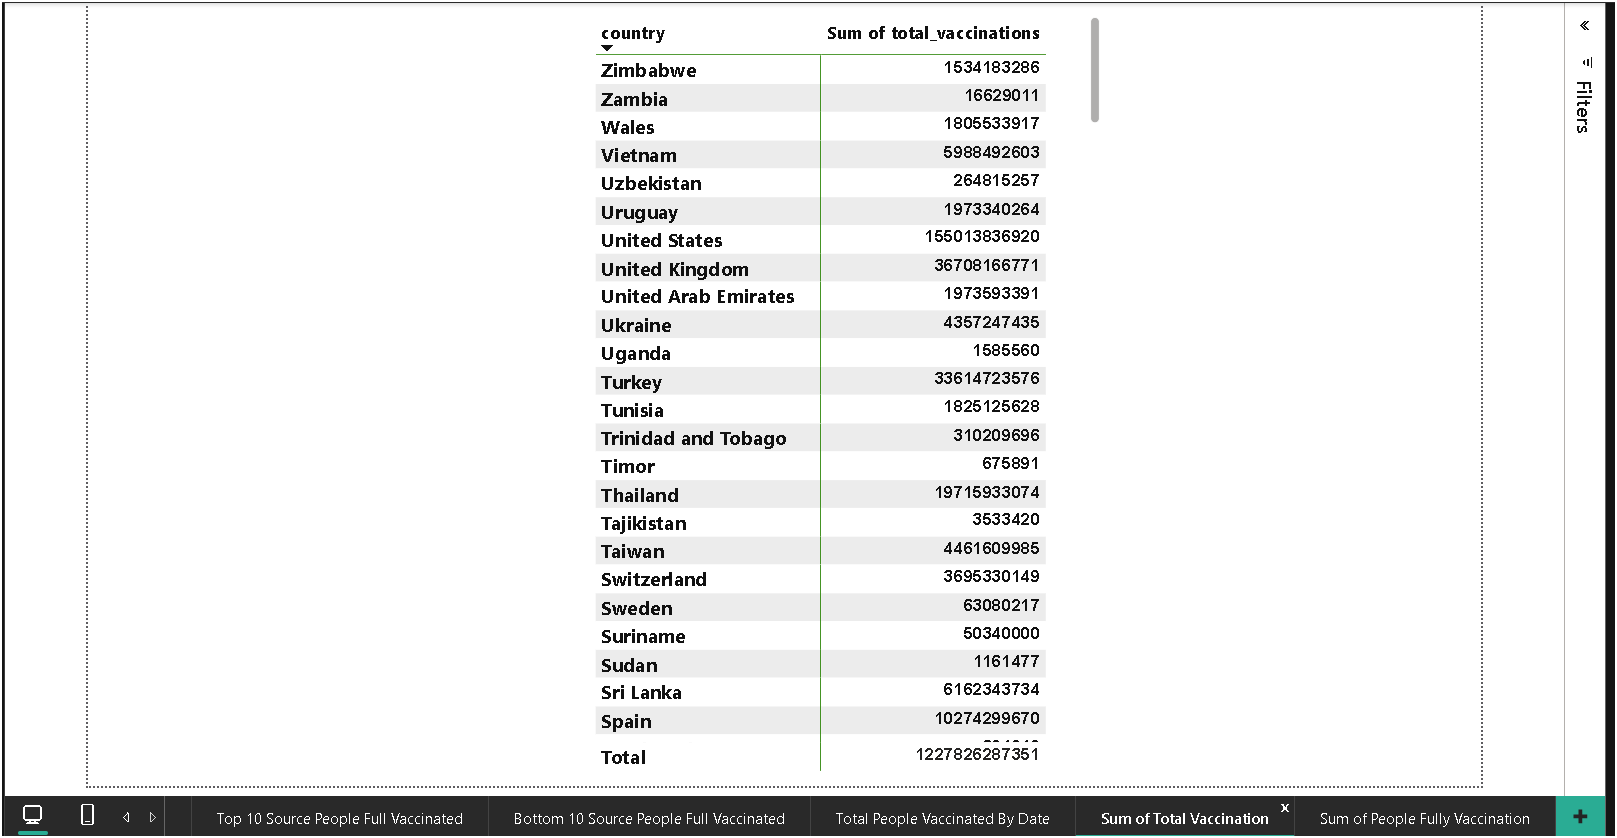 country Sum of total_vaccinations
Zimbabwe 1534183286
Zambia 16629011
Wales 1805533917
Vietnam 5988492603
Uzbekistan 264815257
Uruguay 1973340264
United States 155013836920
United Kingdom 36708166771
United Arab Emirates 1973593391
Ukraine 4357247435
Uganda 1585560
Turkey 33614723576
Tunisia 1825125628
Trinidad and Tobago 310209696
Timor 675891
Thailand 19715933074
Tajikistan 3533420
Taiwan 4461609985
Switzerland 3695330149
Sweden 63080217
Suriname 50340000
Sudan 1161477
Sri Lanka 6162343734
Spain 10274299670
Total 1227826287351
Filters
Top 10 Source People Full Vaccinated Bottom 10 Source People Full Vaccinated Total People Vaccinated By Date Sum of Total Vaccination x Sum of People Fully Vaccination +